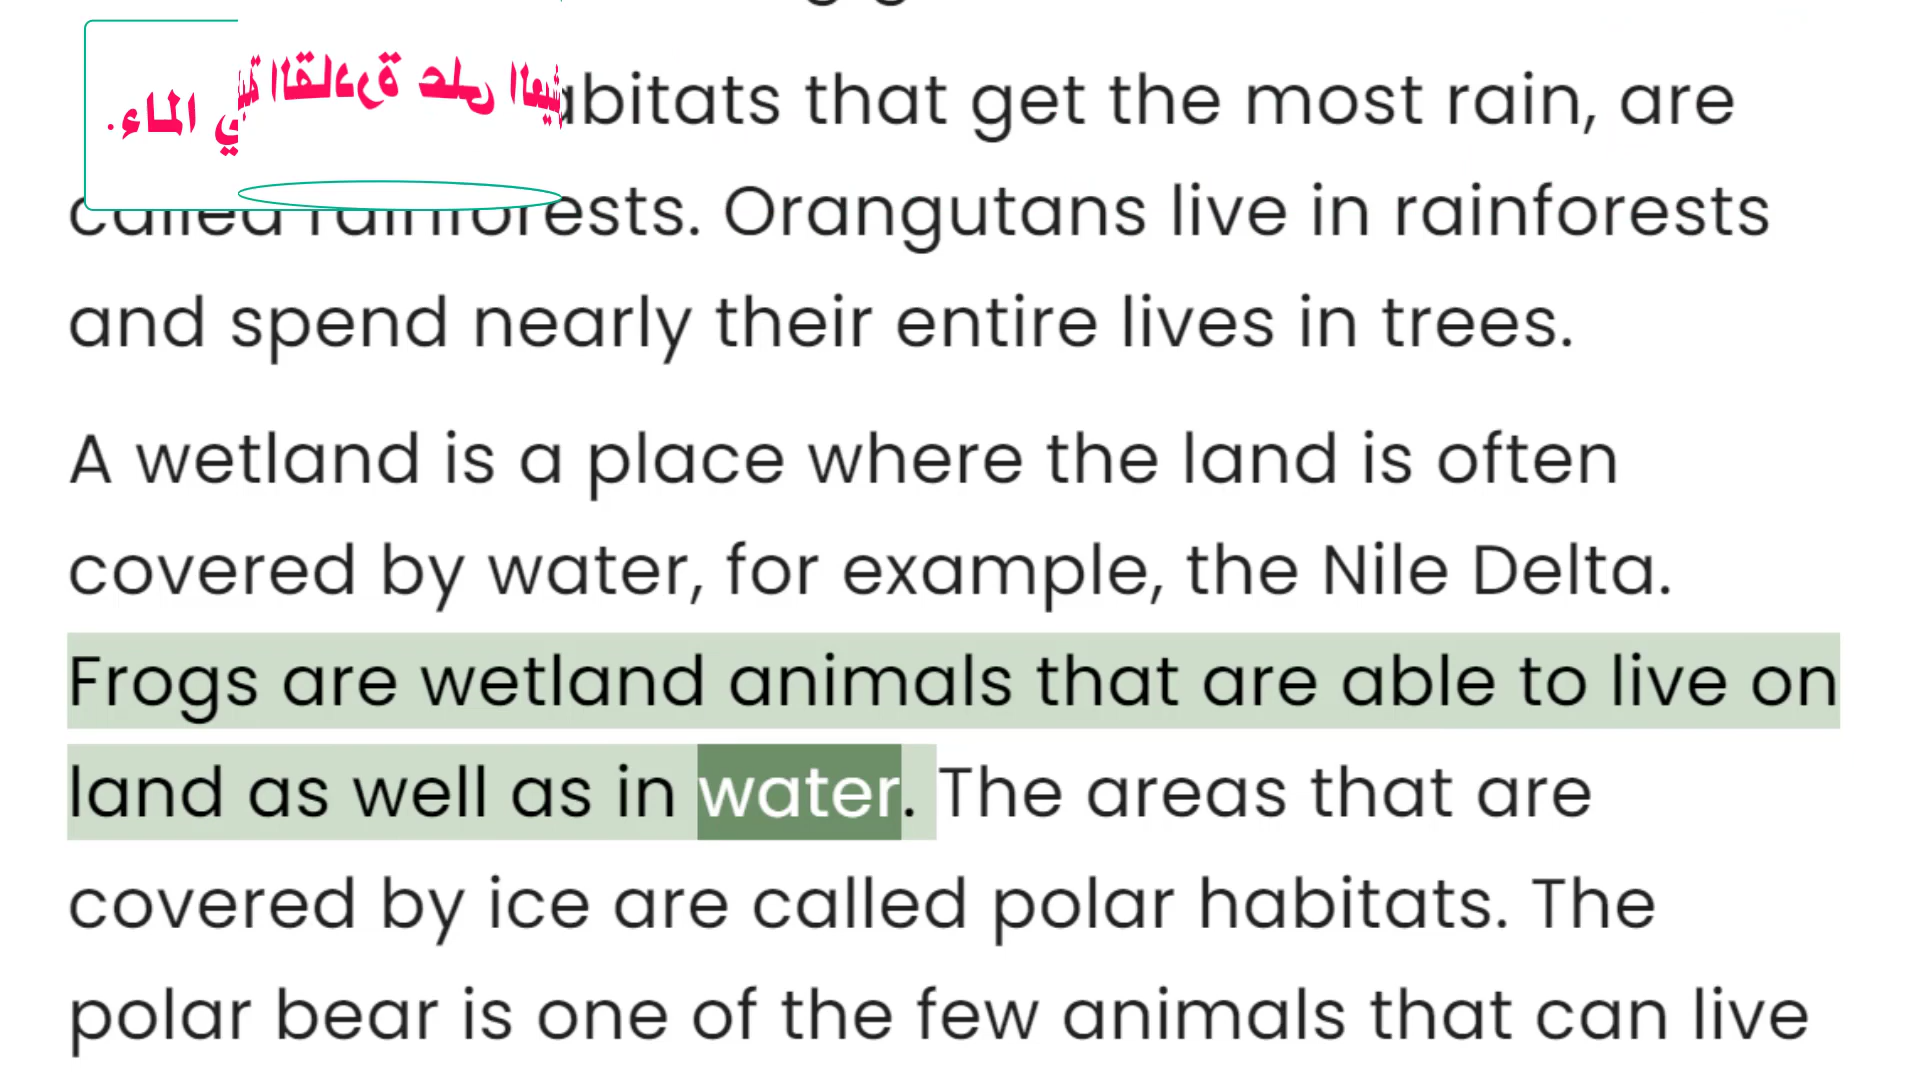 that get the most rain, are
الماء.
القادرة على
rainforests. Orangutans live in rainforests
and spend nearly their entire lives in trees.
A wetland is a place where the land is often
covered by water, for example, the Nile Delta.
Frogs are wetland animals that are able to live on
land as well as in water. The areas that are
covered by ice are called polar habitats. The
polar bear is one of the few animals that can live